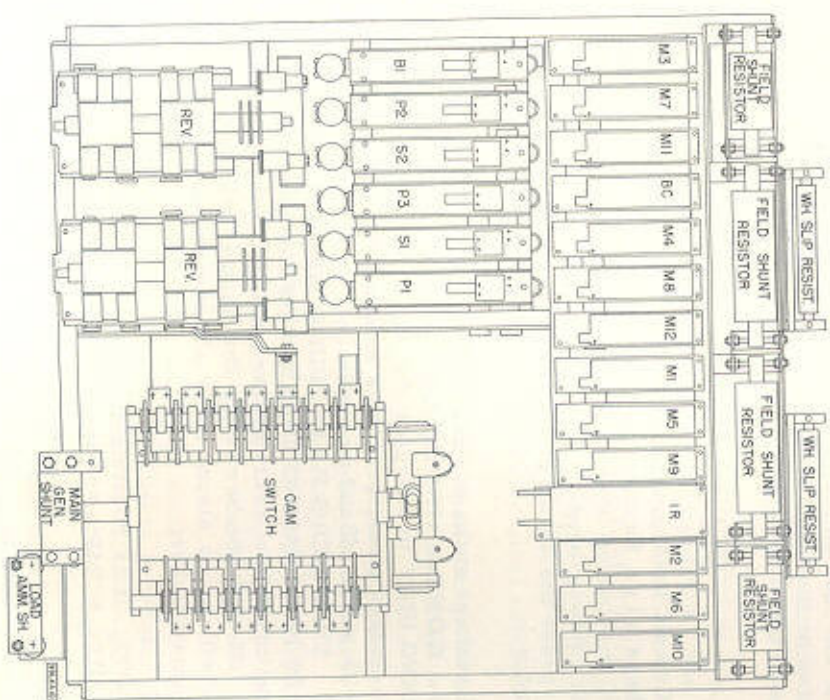 WH SLIP RESIST.
WH SLIP RESIST.
FIELD
SHUNT
RESISTOR
FIELD SHUNT
RESISTOR
FIELD SHUNT
RESISTOR
FIELD
SHUNT
RESISTOR
M3 M7 M11 BC M4 M8 M12 M1 M5 M9 1R M2 M6 M10
B1 P2 S2 P3 S1 P1
CAM
SWITCH
REV. REV.
MAIN
GEN
SHUNT
LOAD
AMM. SH.